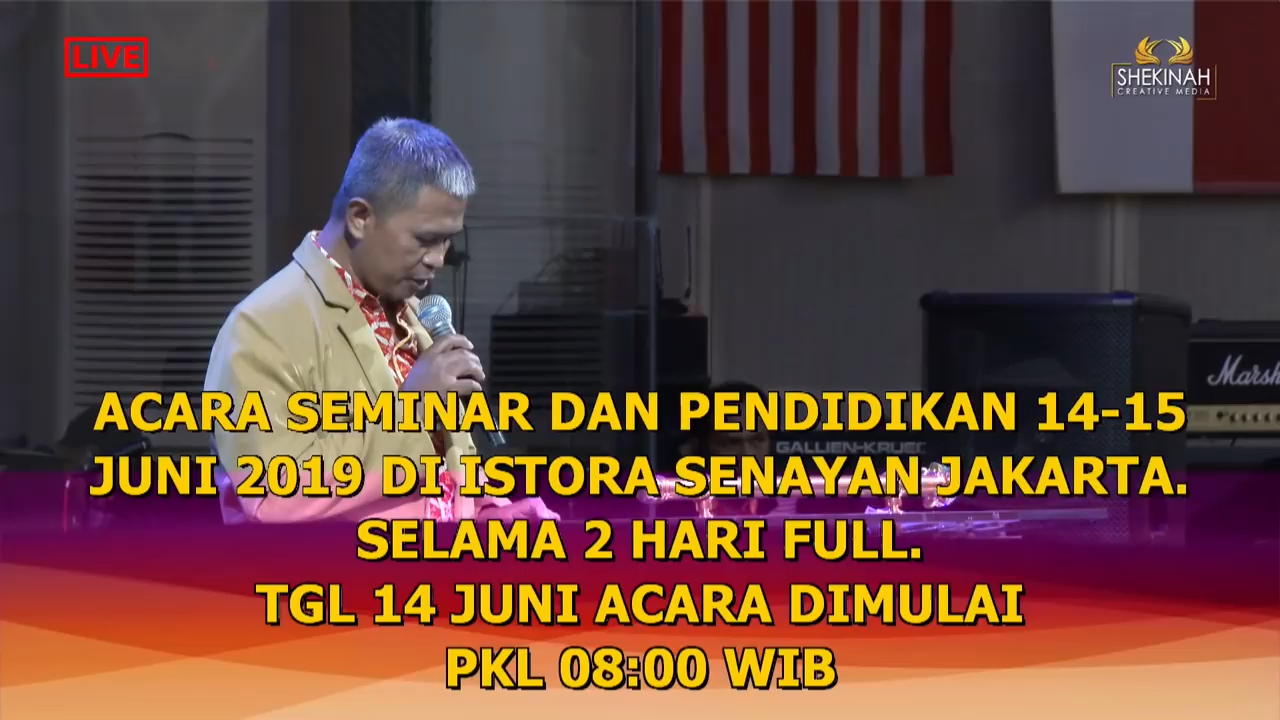 LIVE
SHEKINAH
CREATIVE MEDIA
Marsh
GALLIEN-KRUEG
ACARA SEMINAR DAN PENDIDIKAN 14-15
JUNI 2019 DI ISTORA SENAYAN JAKARTA.
SELAMA 2 HARI FULL.
TGL 14 JUNI ACARA DIMULAI
PKL 08:00 WIB